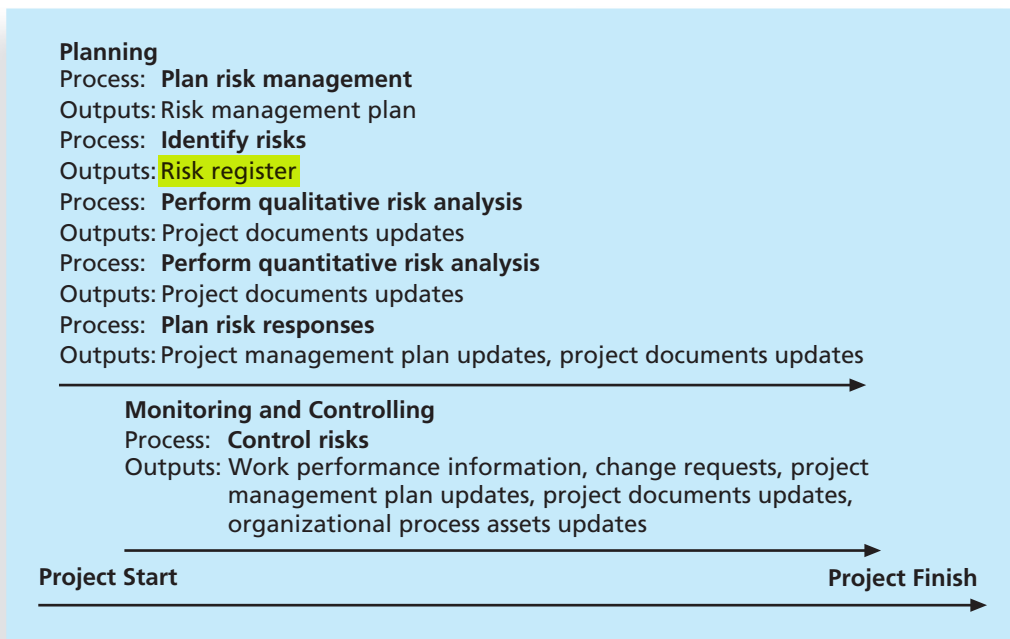 Planning
Process: Plan risk management
Outputs: Risk management plan
Process: Identify risks
Outputs: Risk register
Process: Perform qualitative risk analysis
Outputs: Project documents updates
Process: Perform quantitative risk analysis
Outputs: Project documents updates
Process: Plan risk responses
Outputs: Project management plan updates, project documents updates
Monitoring and Controlling
Process: Control risks
Outputs: Work performance information, change requests, project
management plan updates, project documents updates,
organizational process assets updates
Project Start Project Finish